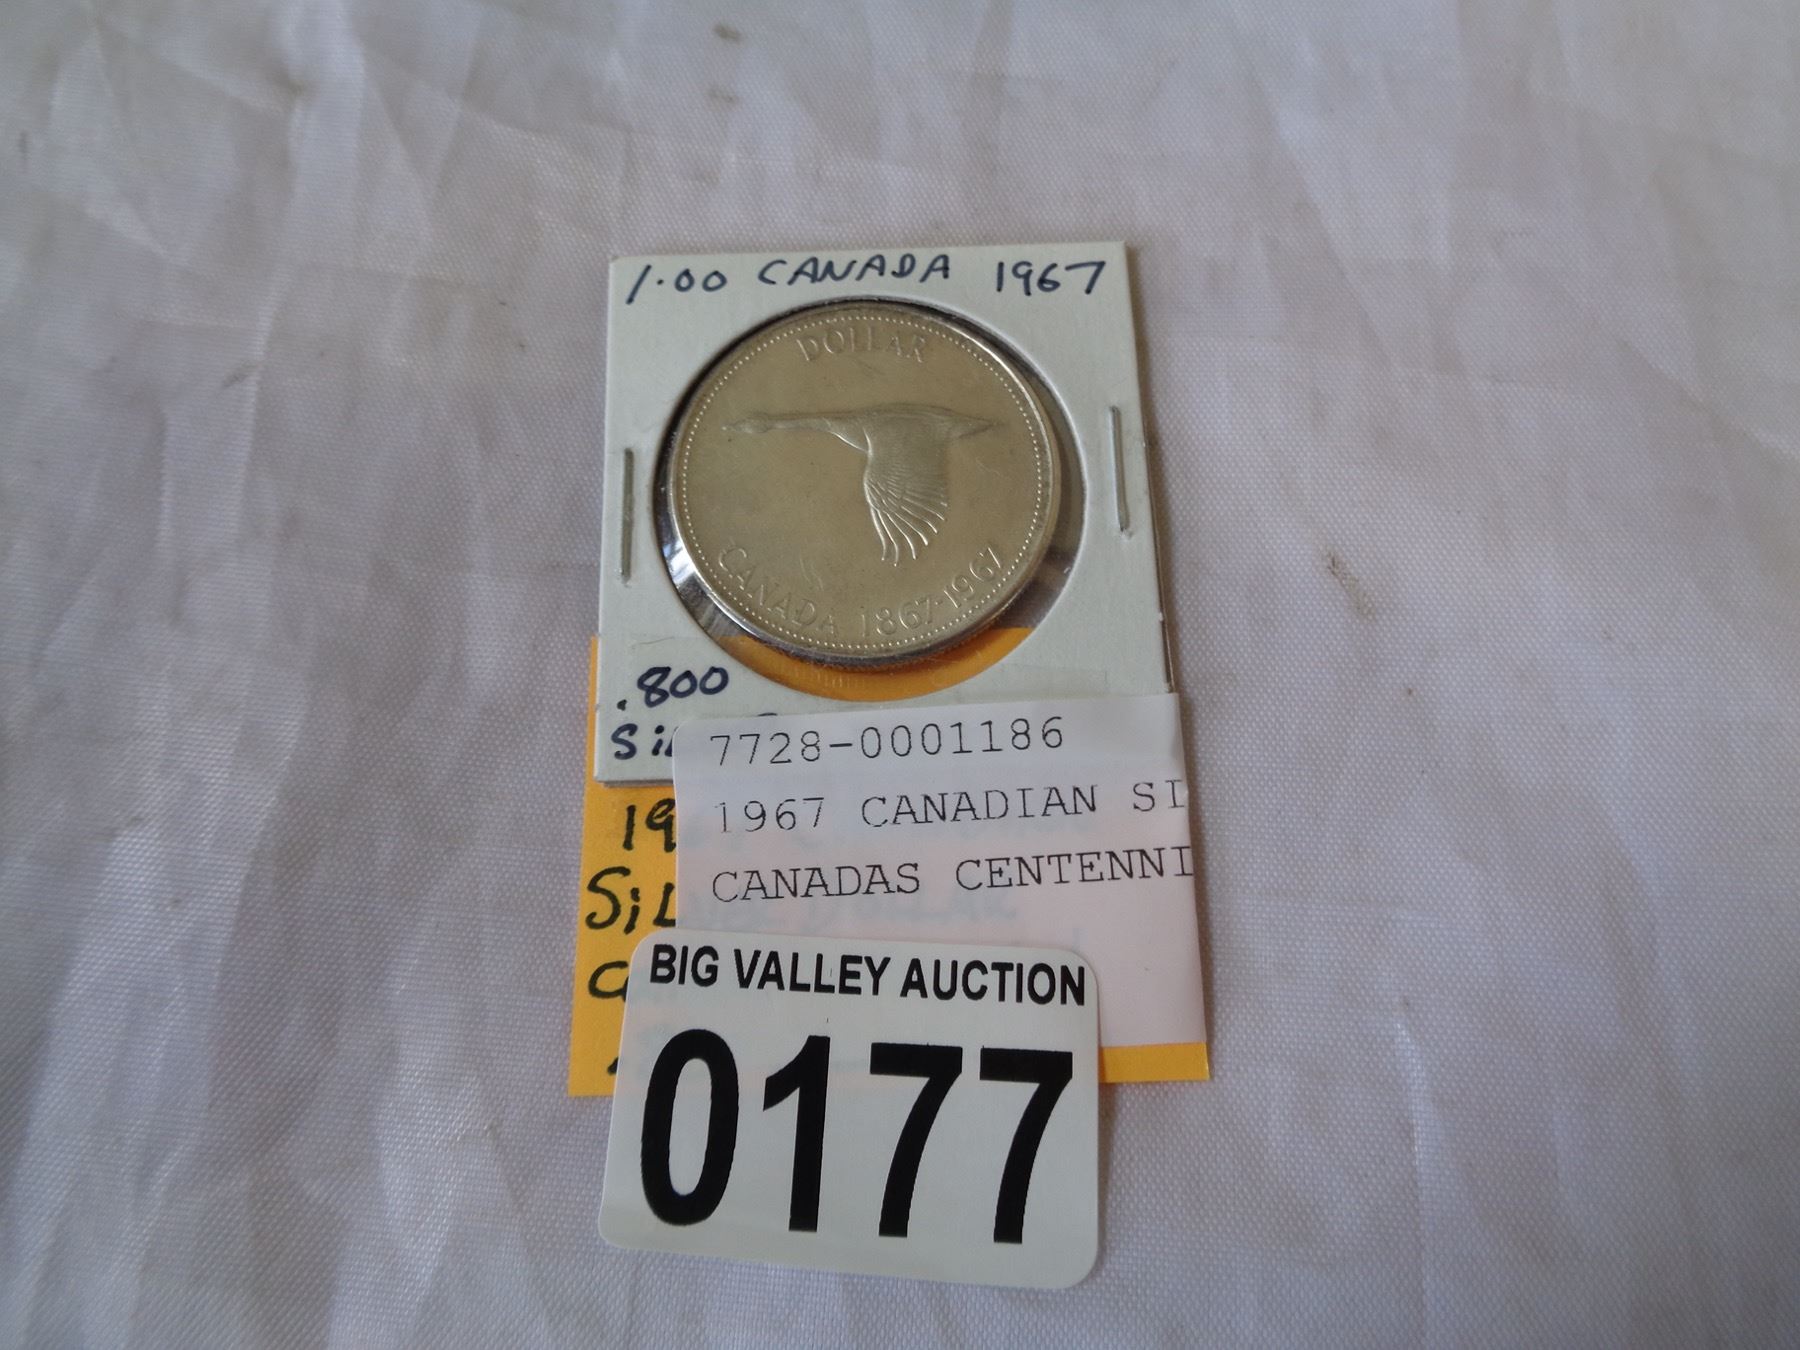 1.00 CANADA 1967
DOLLAR
CANADA 1867-1967
.800
7728-0001186
1967 CANADIAN SI
CANADAS CENTENNI
DOLLAR
BIG VALLEY AUCTION
0177